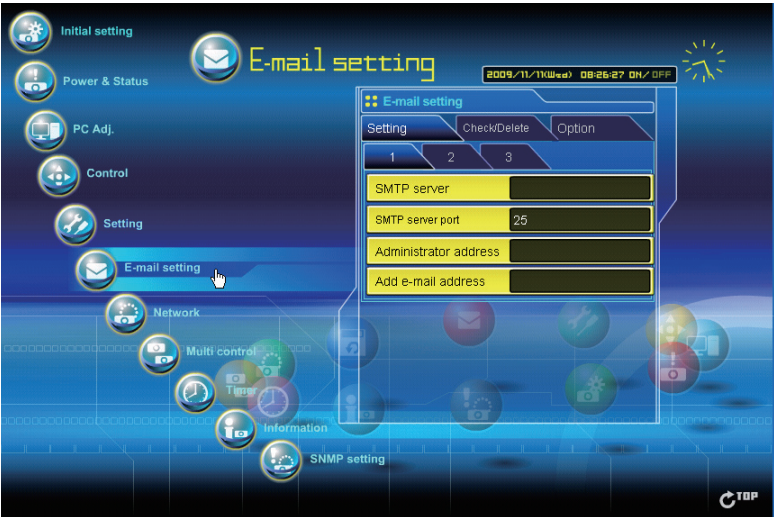 Initial setting
Power & Status
PC Adj.
Control
Setting
E-mail setting
Network
Multi control
Timer
Information
SNMP setting
E-mail setting
2009/11/11(Wed) 08:26:27 ON/OFF
E-mail setting
Setting Check/Delete Option
1 2 3
SMTP server
SMTP server port 25
Administrator address
Add e-mail address
TOP